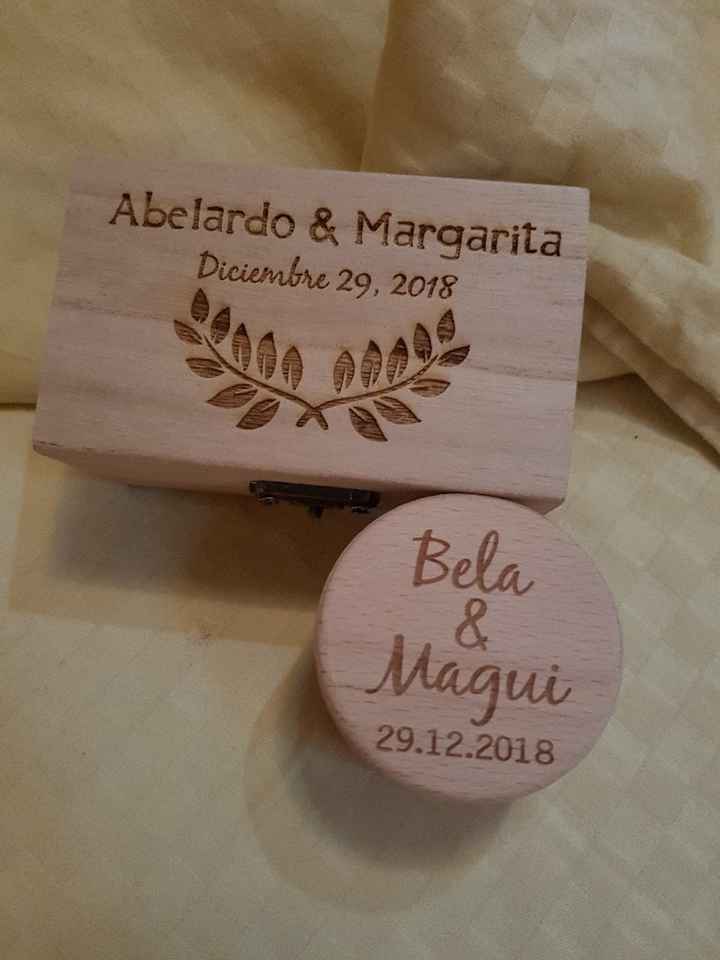 Abelardo & Margarita
Diciembre 29, 2018
Bela
&
Magui
29.12.2018